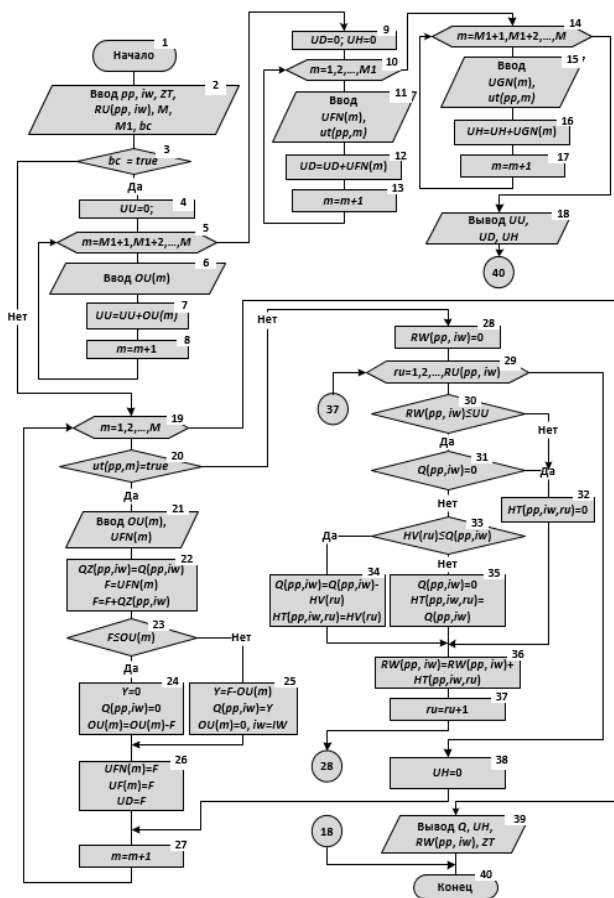 1
Начало
2
Ввод pp, iw, ZT,
RU(pp, iw), M,
M1, bc
3
bc = true
Да
4
UU=0;
5
m=M1+1,M1+2,...,M
6
Ввод OU(m)
7
UU=UU+OU(m)
Нет
8
m=m+1
9
UD=0; UH=0
10
m=1,2,...,M1
11
Ввод
UFN(m),
ut(pp,m)
12
UD=UD+UFN(m)
13
m=m+1
14
m=M1+1,M1+2,...,M
15
Ввод
UGN(m),
ut(pp,m)
16
UH=UH+UGN(m)
17
m=m+1
18
Вывод UU,
UD, UH
40
19
m=1,2,...,M
20
ut(pp,m)=true
Нет
Да
21
Ввод OU(m),
UFN(m)
22
QZ(pp,iw)=Q(pp,iw)
F=UFN(m)
F=F+QZ(pp,iw)
23
F≤OU(m)
Нет
Да
24
Y=0
Q(pp,iw)=0
OU(m)=OU(m)-F
25
Y=F-OU(m)
Q(pp,iw)=Y
OU(m)=0, iw=IW
26
UFN(m)=F
UF(m)=F
UD=F
27
m=m+1
28
RW(pp, iw)=0
29
ru=1,2,...,RU(pp, iw)
37
30
RW(pp, iw)≤UU
Нет
Да
31
Q(pp,iw)=0
Да
32
HT(pp,iw,ru)=0
Нет
33
HV(ru)≤Q(pp,iw)
Да
Нет
34
Q(pp,iw)=Q(pp,iw)-
HV(ru)
HT(pp,iw,ru)=HV(ru)
35
Q(pp,iw)=0
HT(pp,iw,ru)=
Q(pp,iw)
36
RW(pp, iw)=RW(pp, iw)+
HT(pp,iw,ru)
37
ru=ru+1
28
38
UH=0
39
Вывод Q, UH,
RW(pp, iw), ZT
18
40
Конец